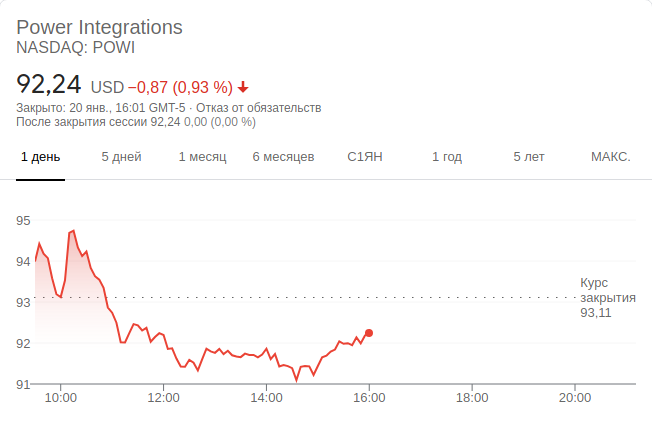 Power Integrations
NASDAQ: POWI
92,24 USD −0,87 (0,93 %)
Закрыто: 20 янв., 16:01 GMT-5 · Отказ от обязательств
После закрытия сессии 92,24 0,00 (0,00 %)
1 день 5 дней 1 месяц 6 месяцев С1ЯН 1 год 5 лет МАКС.
95
94
Курс
закрытия
93
93,11
92
91
10:00 12:00 14:00 16:00 18:00 20:00